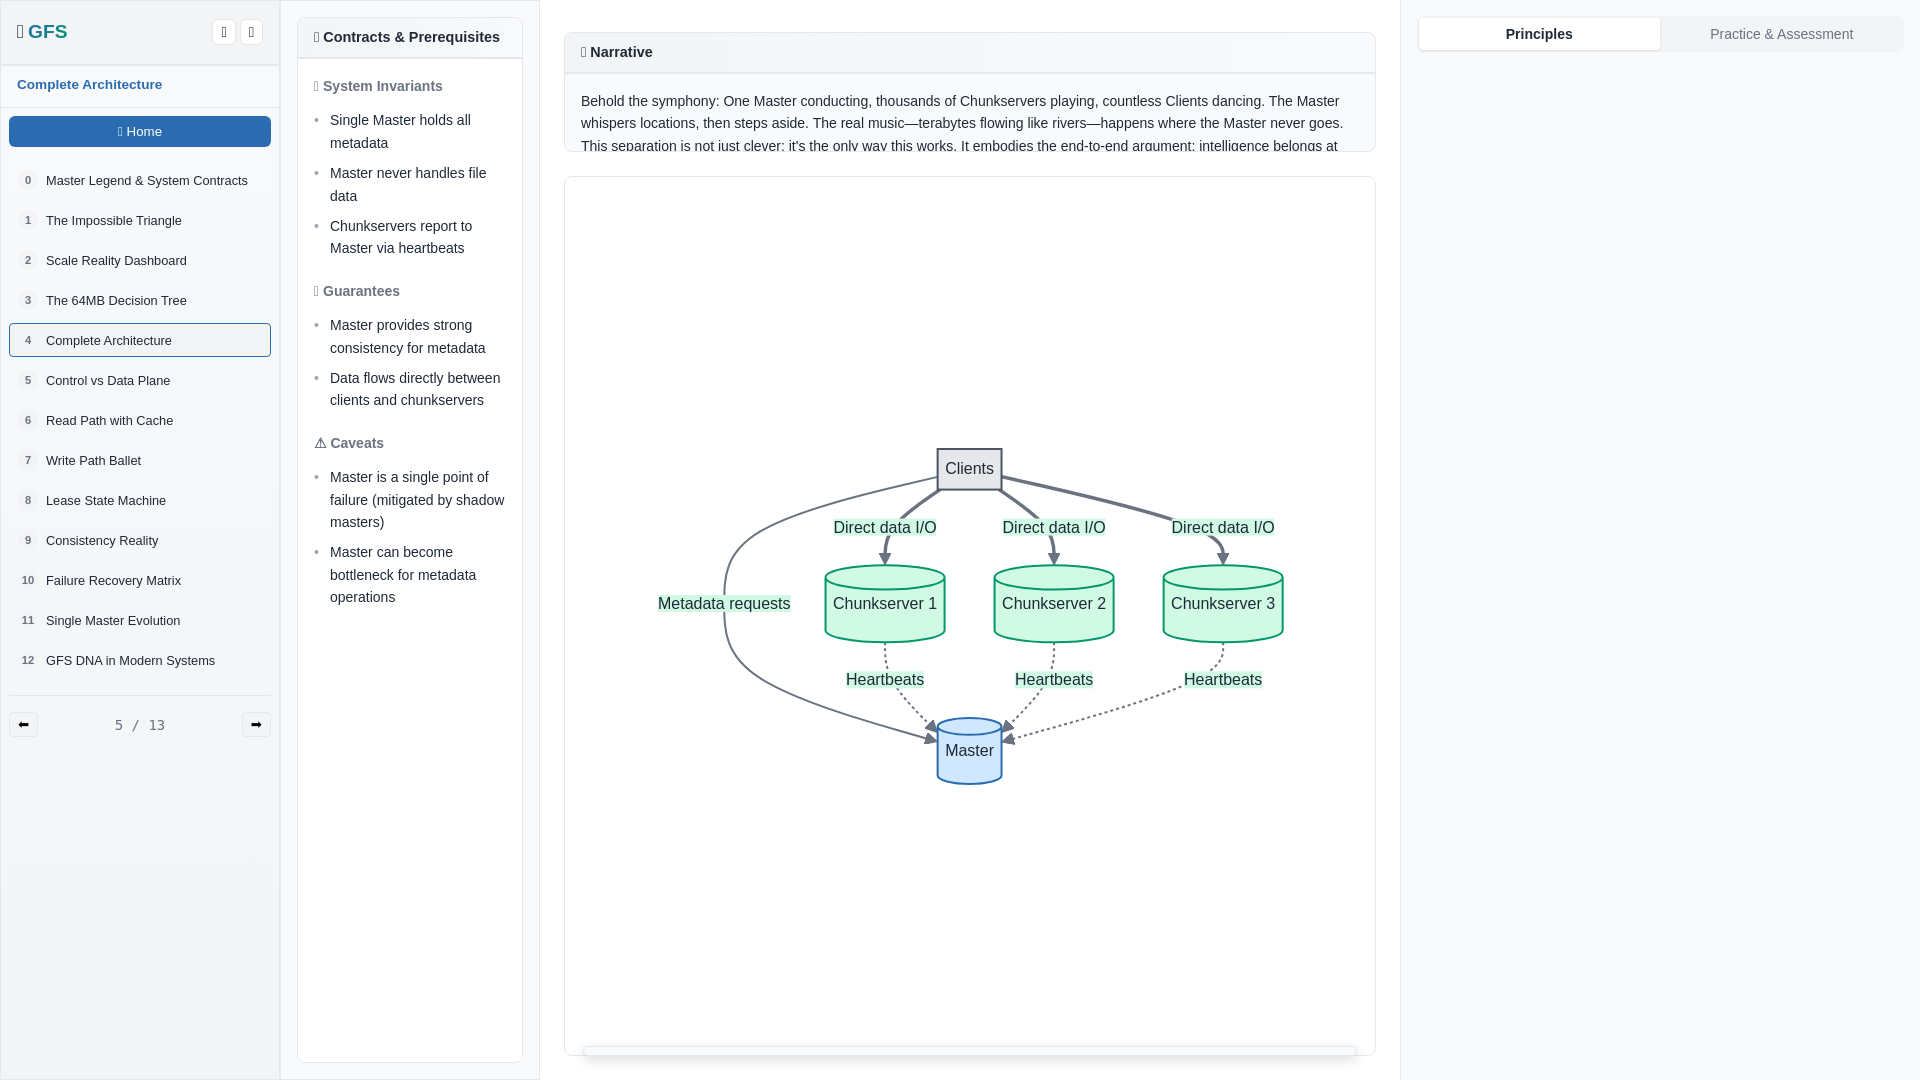 GFS
Complete Architecture
Home
0 Master Legend & System Contracts
1 The Impossible Triangle
2 Scale Reality Dashboard
3 The 64MB Decision Tree
4 Complete Architecture
5 Control vs Data Plane
6 Read Path with Cache
7 Write Path Ballet
8 Lease State Machine
9 Consistency Reality
10 Failure Recovery Matrix
11 Single Master Evolution
12 GFS DNA in Modern Systems
5 / 13
Contracts & Prerequisites
System Invariants
• Single Master holds all
metadata
• Master never handles file
data
• Chunkservers report to
Master via heartbeats
Guarantees
• Master provides strong
consistency for metadata
• Data flows directly between
clients and chunkservers
⚠ Caveats
• Master is a single point of
failure (mitigated by shadow
masters)
• Master can become
bottleneck for metadata
operations
Narrative
Behold the symphony: One Master conducting, thousands of Chunkservers playing, countless Clients dancing. The Master
whispers locations, then steps aside. The real music—terabytes flowing like rivers—happens where the Master never goes.
This separation is not just clever; it's the only way this works. It embodies the end-to-end argument: intelligence belongs at
Clients
Direct data I/O
Direct data I/O
Direct data I/O
Metadata requests
Chunkserver 1
Chunkserver 2
Chunkserver 3
Heartbeats
Heartbeats
Heartbeats
Master
Principles
Practice & Assessment